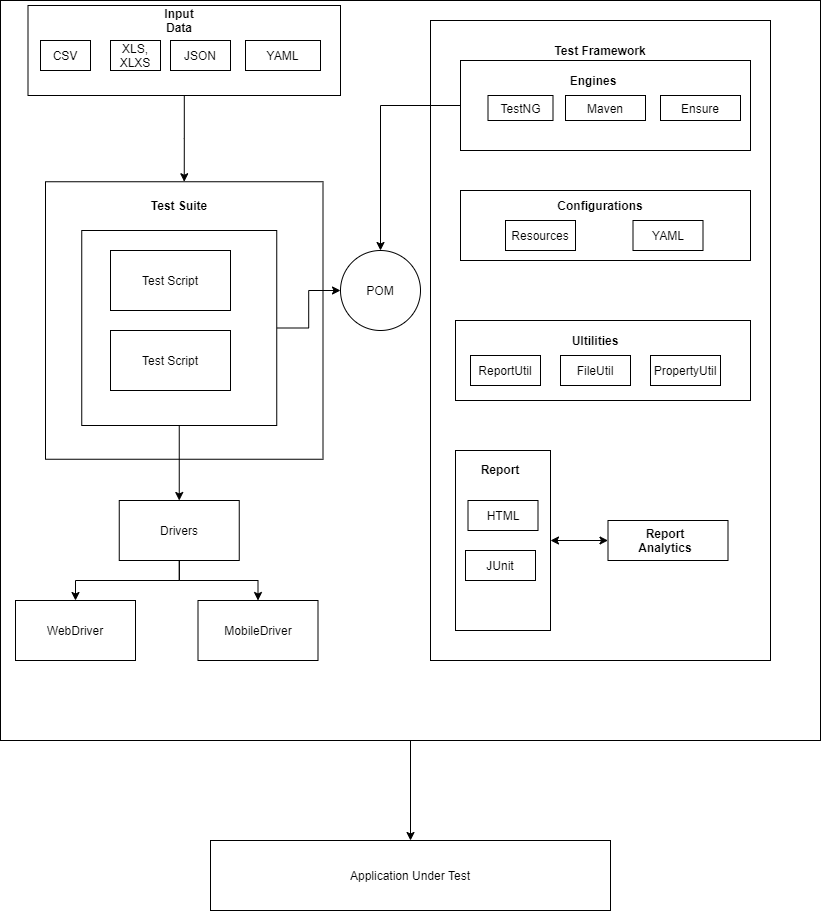 Input
Data
CSV
XLS,
XLXS
JSON
YAML
Test Suite
Test Script
Test Script
POM
Drivers
WebDriver
MobileDriver
Test Framework
Engines
TestNG
Maven
Ensure
Configurations
Resources
YAML
Ultilities
ReportUtil
FileUtil
PropertyUtil
Report
HTML
JUnit
Report
Analytics
Application Under Test